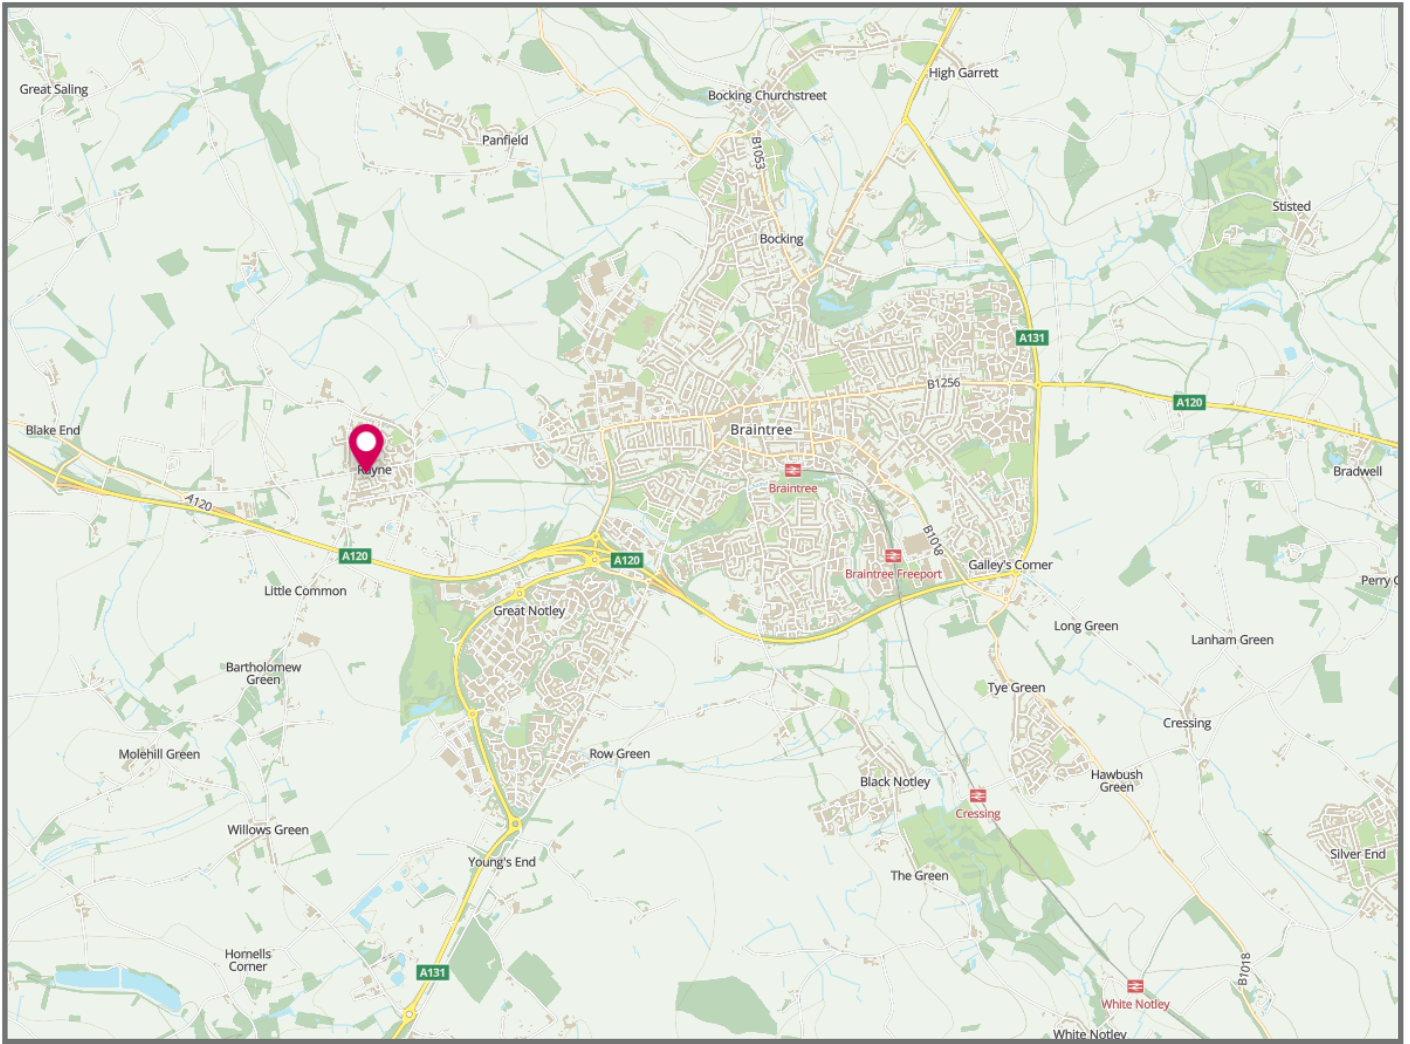 High Garrett
Great Saling
Bocking Churchstreet
Panfield
B1053
Stisted
Bocking
A131
B1256
A120
Blake End
Braintree
Rayne
Bradwell
Braintree
A120
B1018
A120
A120
Galley's Corner
Braintree Freeport
Little Common
Great Notley
Long Green
Lanham Green
Bartholomew
Green
Tye Green
Cressing
Molehill Green
Row Green
Black Notley
Hawbush
Green
Cressing
Willows Green
Silver End
Young's End
The Green
Hornells
Corner
A131
B1018
White Notley
White Notley